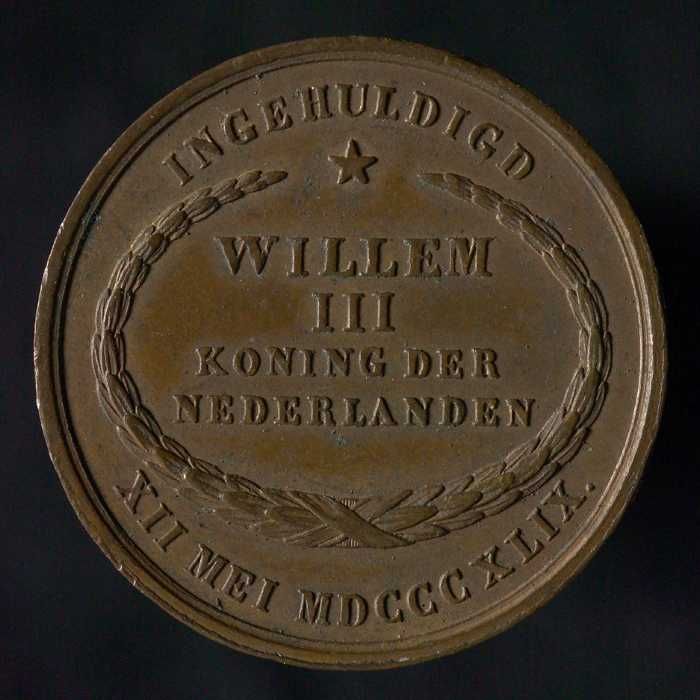 INGEHULDIGD
WILLEM
III
KONING DER
NEDERLANDEN
XII MEI MDCCCXLIX.